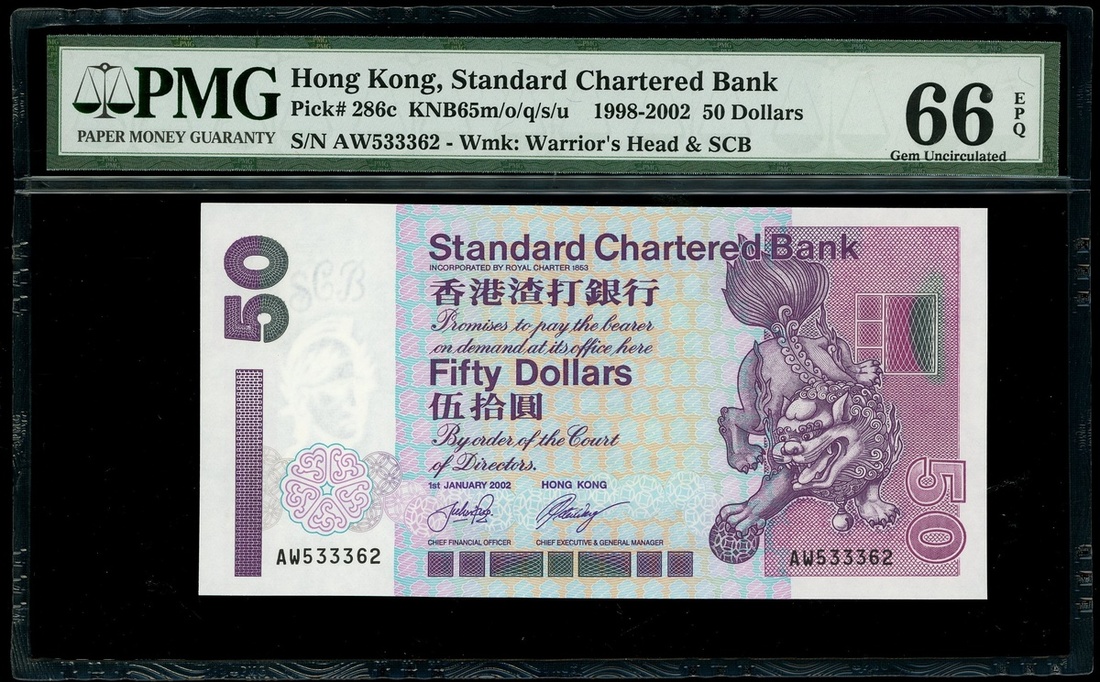 PMG
PAPER MONEY GUARANTY
Hong Kong, Standard Chartered Bank
Pick# 286c KNB65m/o/q/s/u 1998-2002 50 Dollars
S/N AW533362 - Wmk: Warrior's Head & SCB
66
EPQ
Gem Uncirculated
50
SCB
Standard Chartered Bank
INCORPORATED BY ROYAL CHARTER 1853
香港渣打銀行
Promises to pay the bearer
on demand at its office here
Fifty Dollars
伍拾圓
By order of the Court
of Directors.
1st JANUARY 2002 HONG KONG
CHIEF FINANCIAL OFFICER CHIEF EXECUTIVE & GENERAL MANAGER
AW533362
AW533362
50